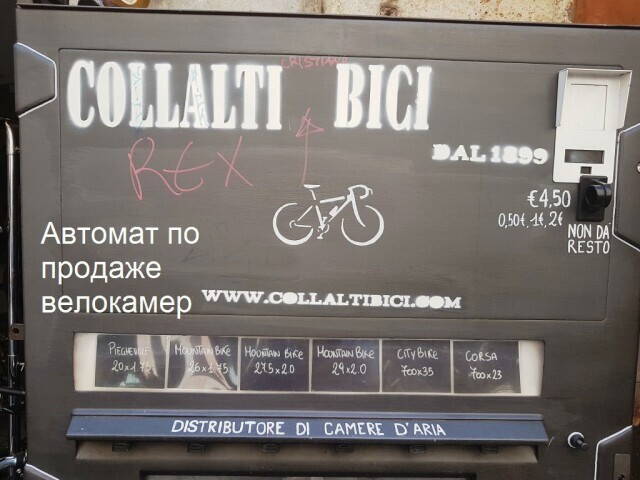 CRISTIANO
COLLALTI BICI
DAL 1899
REX
€4,50
0,50€, 1€, 2€
NON DA
RESTO
Автомат по
продаже
велокамер
WWW.COLLALTIBICI.COM
PIEGHEVOLE
20x1.75
MOUNTAIN BIKE
26x1.75
MOUNTAIN BIKE
27.5x2.0
MOUNTAIN BIKE
29x2.0
CITY BIKE
700x35
CORSA
700x23
DISTRIBUTORE DI CAMERE D'ARIA